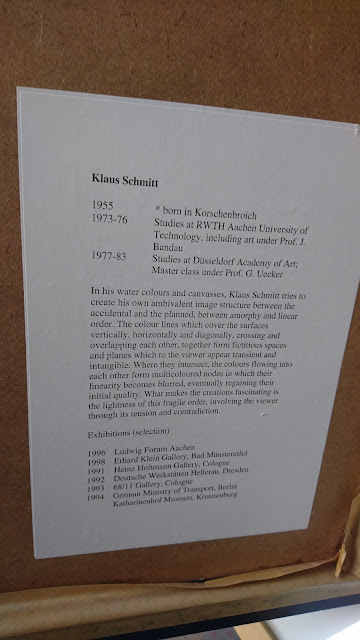 Klaus Schmitt
1955 * born in Korschenbroich
1973-76 Studies at RWTH Aachen University of
Technology, including art under Prof. J.
Bandau
1977-83 Studies at Düsseldorf Academy of Art;
Master class under Prof. G. Uecker
In his water colours and canvasses, Klaus Schmitt tries to
create his own ambivalent image structure between the
accidental and the planned, between amorphy and linear
order. The colour lines which cover the surfaces
vertically, horizontally and diagonally, crossing and
overlapping each other, together form fictitious spaces
and planes which to the viewer appear transient and
intangible. Where they intersect, the colours flowing into
each other form multicoloured nodes in which their
linearity becomes blurred, eventually regaining their
initial quality. What makes the creations fascinating is
the lightness of this fragile order, involving the viewer
through its tension and contradiction.
Exhibitions (selection)
1996 Ludwig Forum Aachen
1998 Erhard Klein Gallery, Bad Münstereifel
1991 Heinz Holtmann Gallery, Cologne
1992 Deutsche Werkstätten Hellerau, Dresden
1993 68/11 Gallery, Cologne
1994 German Ministry of Transport, Berlin
Katharinenhof Museum, Krannenburg